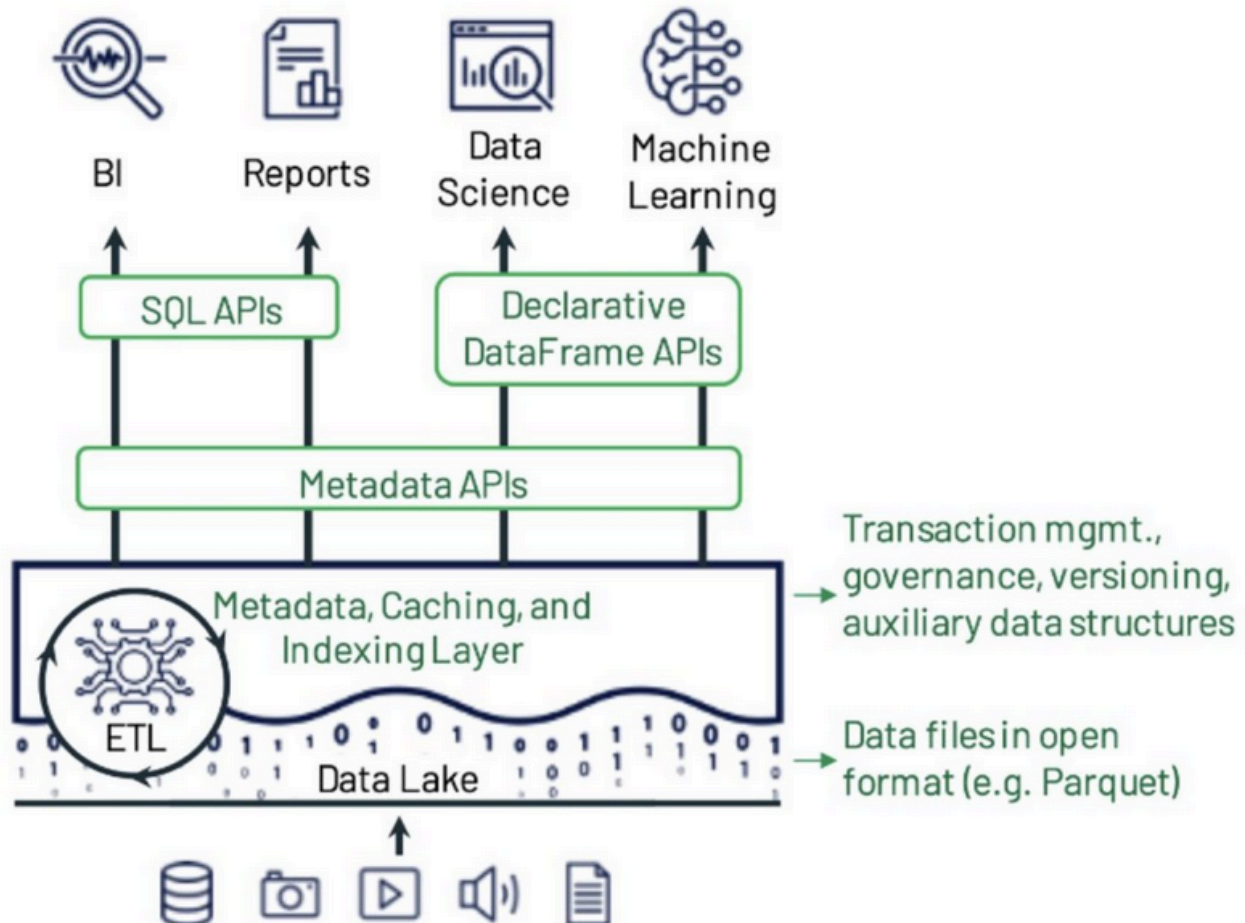 BI
Reports
Data
Science
Machine
Learning
SQL APIs
Declarative
DataFrame APIs
Metadata APIs
Metadata, Caching, and
Indexing Layer
Transaction mgmt.,
governance, versioning,
auxiliary data structures
ETL
Data Lake
Data files in open
format (e.g. Parquet)